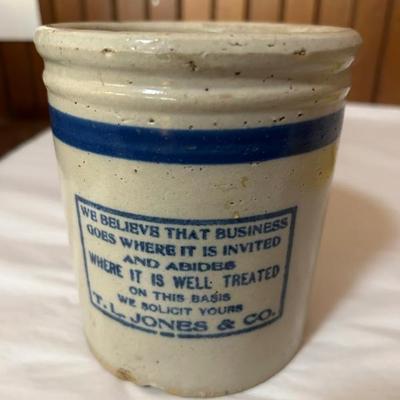 WE BELIEVE THAT BUSINESS
GOES WHERE IT IS INVITED
AND ABIDES
WHERE IT IS WELL TREATED
ON THIS BASIS
WE SOLICIT YOURS
T. L. JONES & CO.